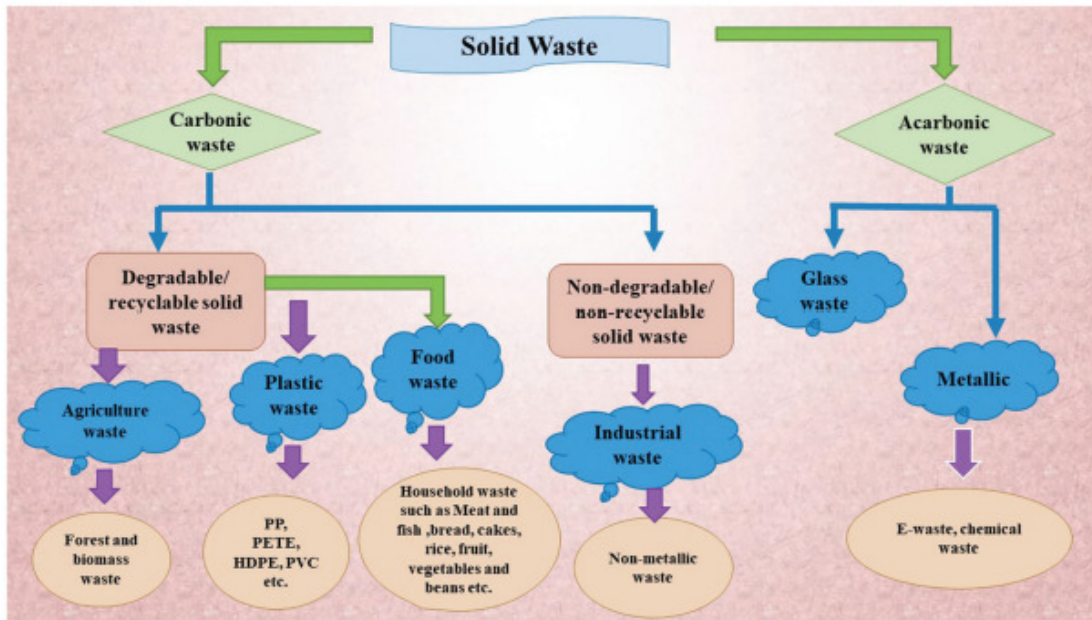 Solid Waste
Carbonic
waste
Acarbonic
waste
Degradable/
recyclable solid
waste
Non-degradable/
non-recyclable
solid waste
Glass
waste
Agriculture
waste
Plastic
waste
Food
waste
Industrial
waste
Metallic
Forest and
biomass
waste
PP,
PETE,
HDPE, PVC
etc.
Household waste
such as Meat and
fish ,bread, cakes,
rice, fruit,
vegetables and
beans etc.
Non-metallic
waste
E-waste, chemical
waste